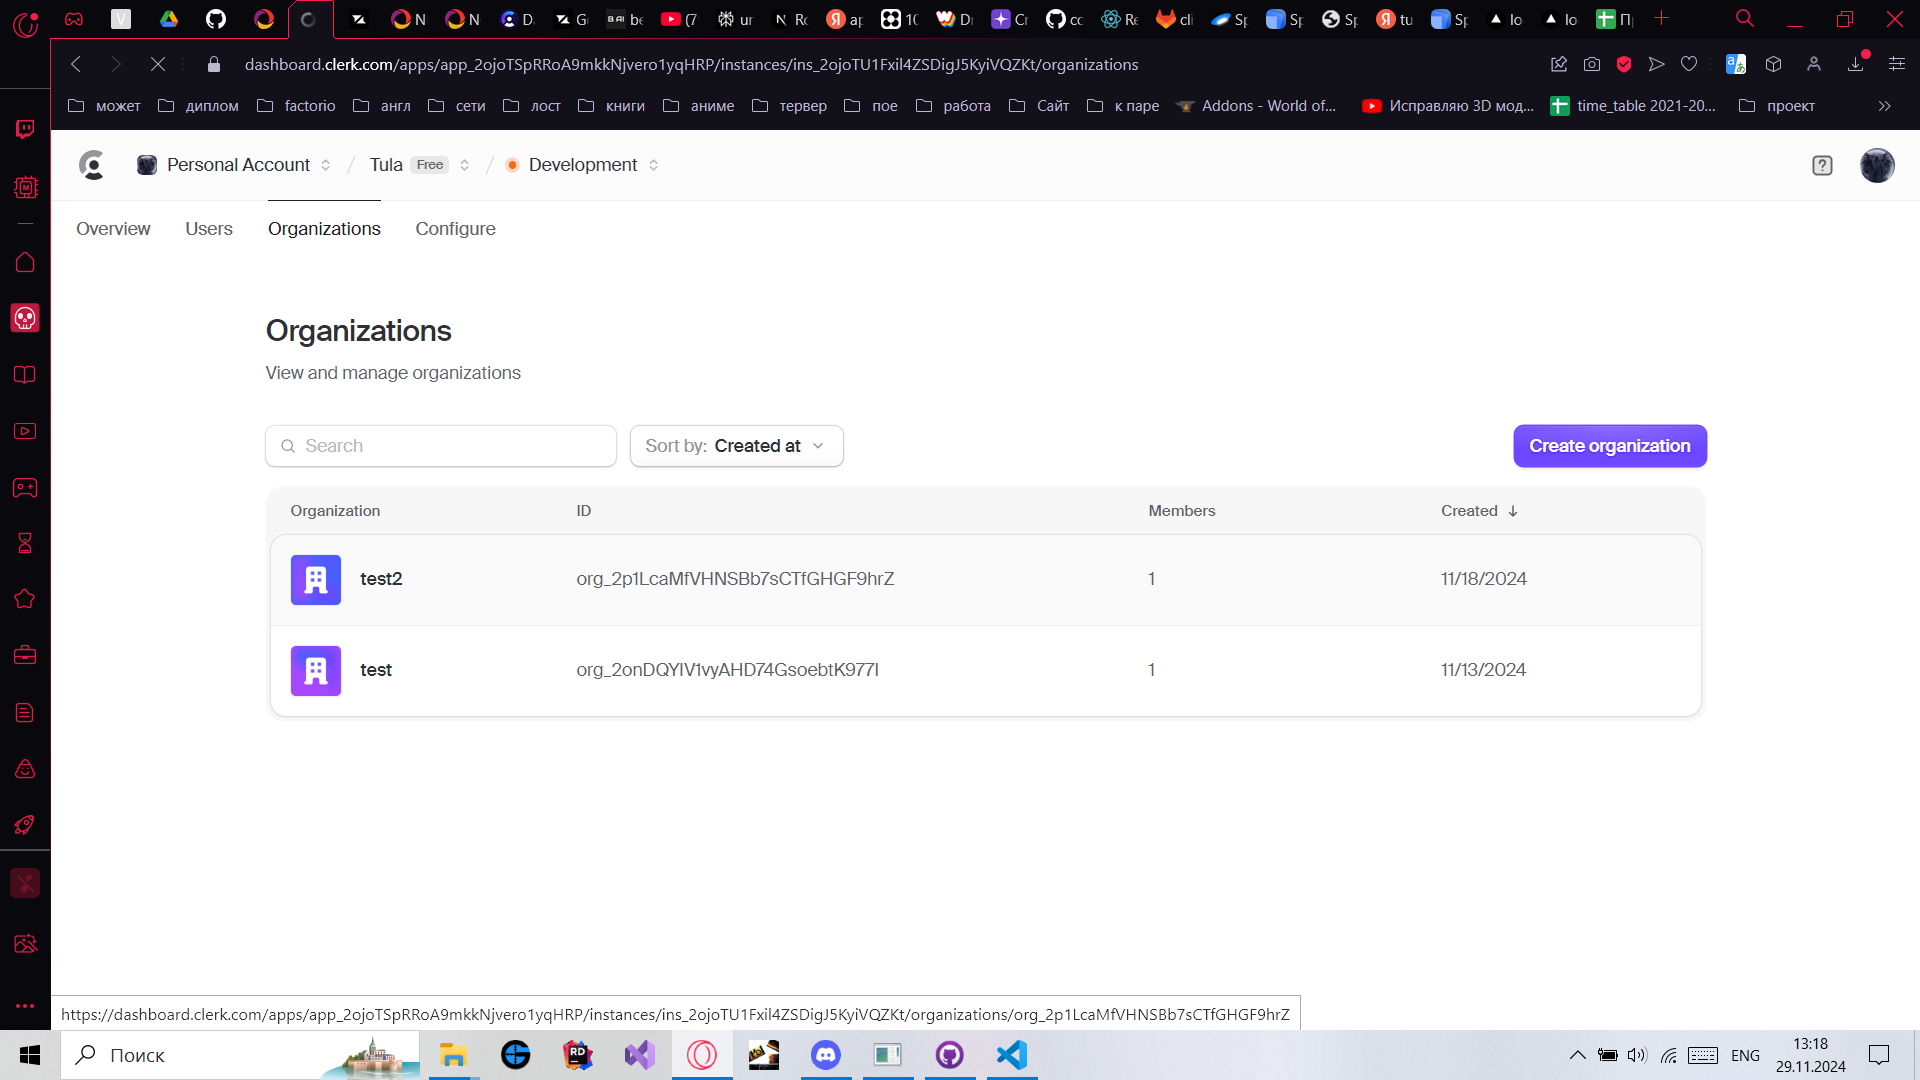 V
N
N
D
G
B AI be
(7
ur
N Ro
Я ap
10
Dr
Cr
cc
Re
cli
Sp
Sp
Sp
Я tu
Sp
lo
lo
П
dashboard.clerk.com/apps/app_2ojoTSpRRoA9mkkNjvero1yqHRP/instances/ins_2ojoTU1Fxil4ZSDigJ5KyiVQZKt/organizations
может
диплом
factorio
англ
сети
лост
книги
аниме
тервер
пое
работа
Сайт
к паре
Addons - World of...
Исправляю 3D мод...
time_table 2021-20...
проект
Personal Account / Tula Free / Development
Overview
Users
Organizations
Configure
Organizations
View and manage organizations
Search
Sort by: Created at
Create organization
Organization ID Members Created
test2 org_2p1LcaMfVHNSBb7sCTfGHGF9hrZ 1 11/18/2024
test org_2onDQYIV1vyAHD74GsoebtK977I 1 11/13/2024
https://dashboard.clerk.com/apps/app_2ojoTSpRRoA9mkkNjvero1yqHRP/instances/ins_2ojoTU1Fxil4ZSDigJ5KyiVQZKt/organizations/org_2p1LcaMfVHNSBb7sCTfGHGF9hrZ
Поиск
RD
ENG
13:18
29.11.2024